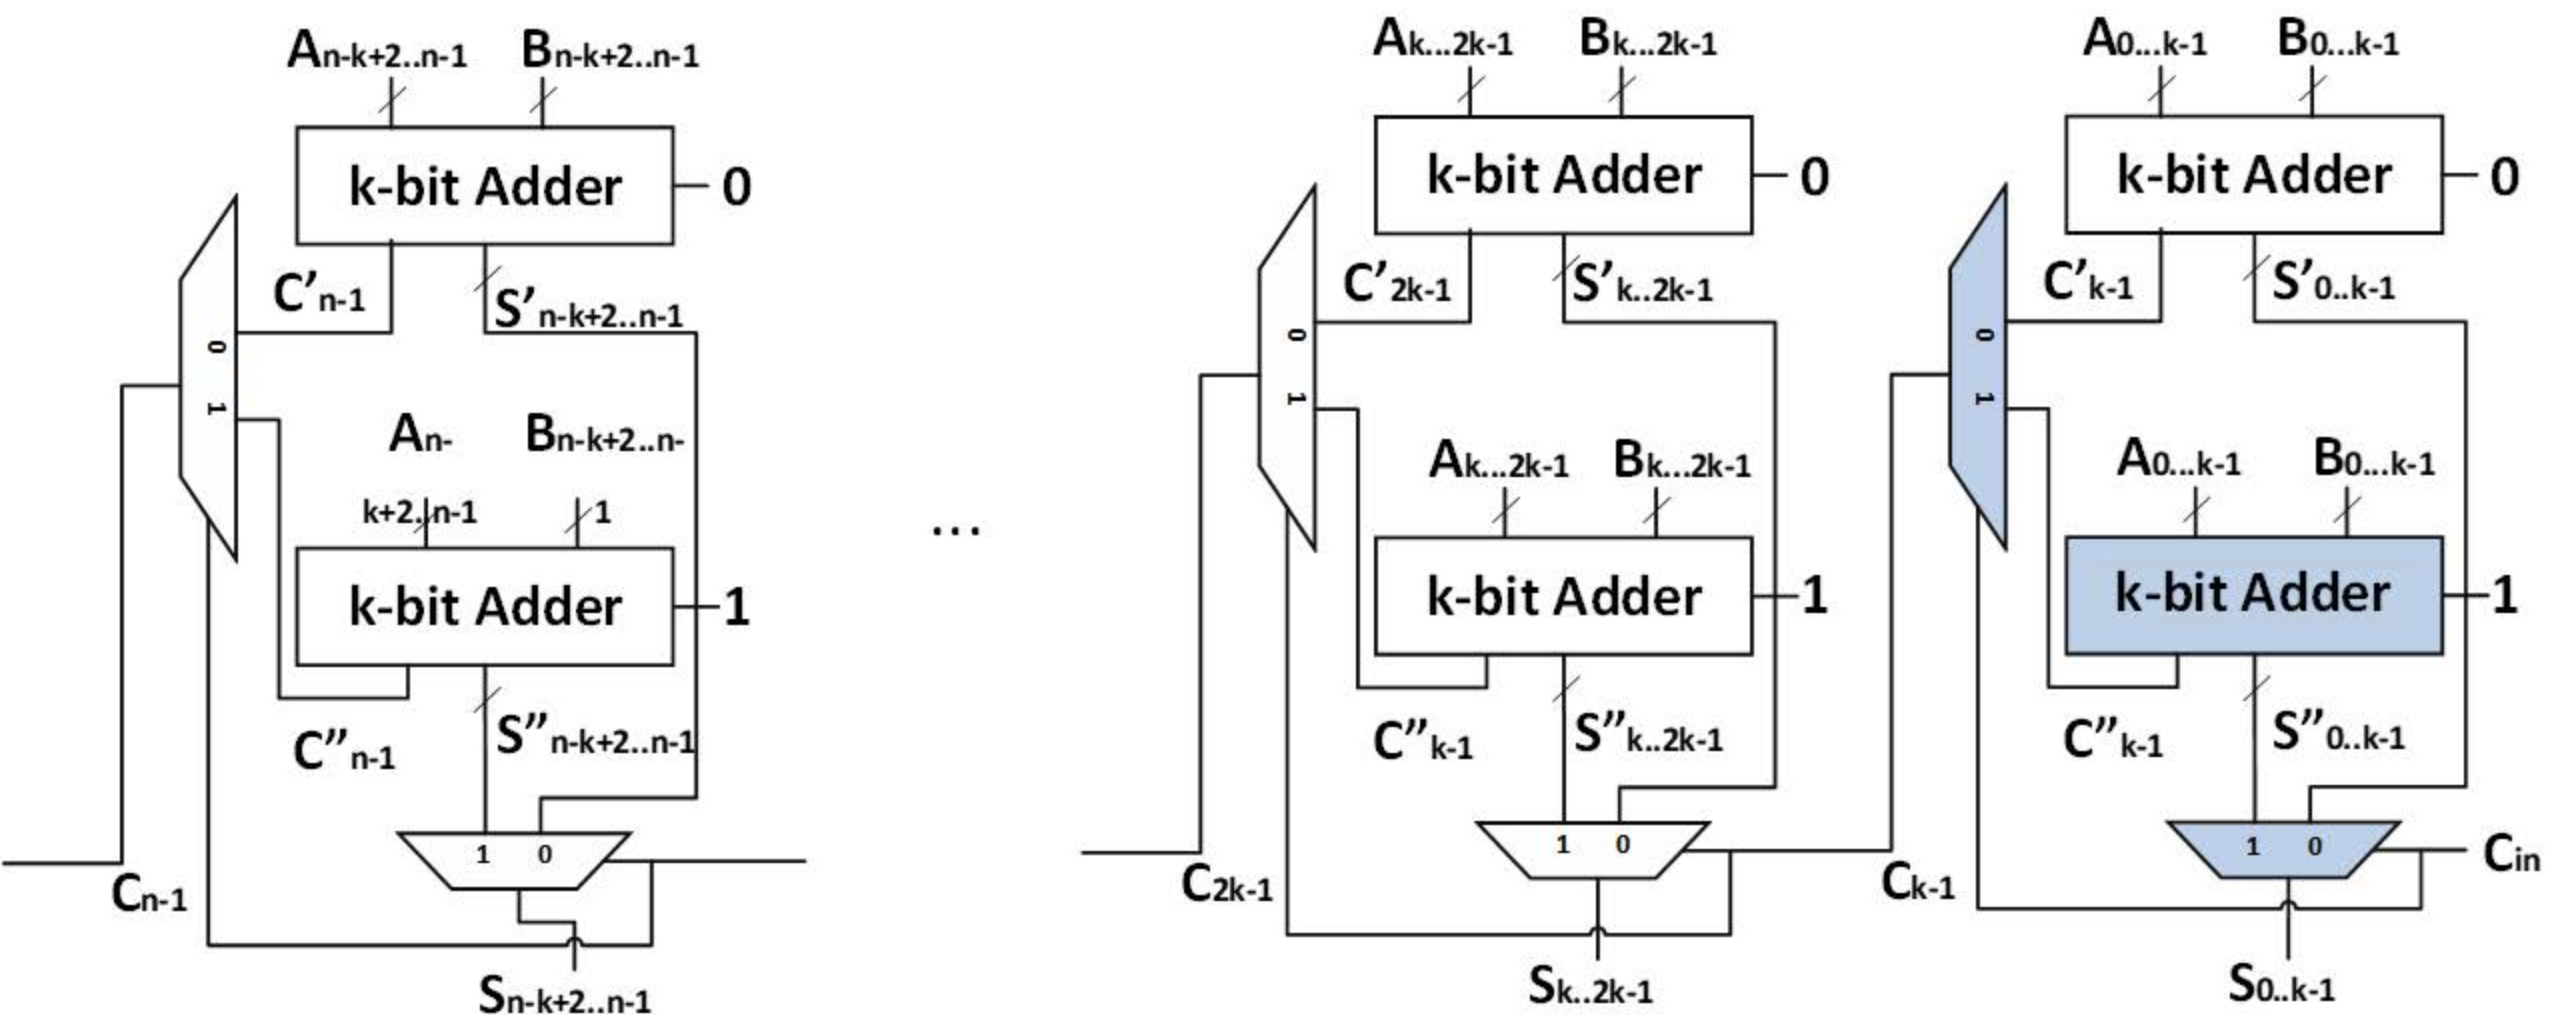 An-k+2..n-1 Bn-k+2..n-1
k-bit Adder 0
C'n-1 S'n-k+2..n-1
0
1
An- Bn-k+2..n-
k+2..n-1 1
k-bit Adder 1
C”n-1 S”n-k+2..n-1
1 0
Cn-1
Sn-k+2..n-1
...
Ak...2k-1 Bk...2k-1
k-bit Adder 0
C'2k-1 S'k..2k-1
0
1
Ak...2k-1 Bk...2k-1
k-bit Adder 1
C”k-1 S”k..2k-1
1 0
C2k-1
Sk..2k-1
A0...k-1 B0...k-1
k-bit Adder 0
C'k-1 S'0..k-1
0
1
A0...k-1 B0...k-1
k-bit Adder 1
C”k-1 S”0..k-1
1 0 Cin
Ck-1
S0..k-1